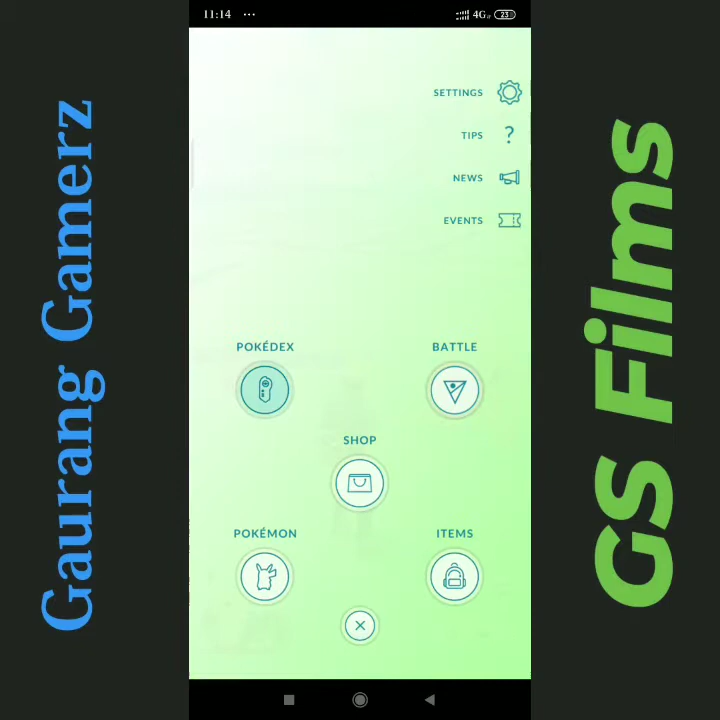 11:14 ...
4G 23
SETTINGS
TIPS ?
NEWS
EVENTS
POKÉDEX
BATTLE
SHOP
POKÉMON
ITEMS
Gaurang Gamerz
GS Films